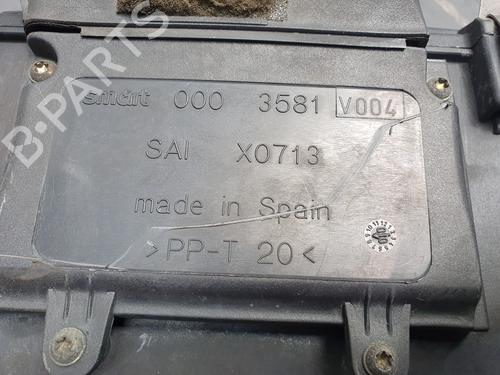 B-PARTS
smart 000 3581 V004
SAI X0713
made in Spain
>PP-T 20<